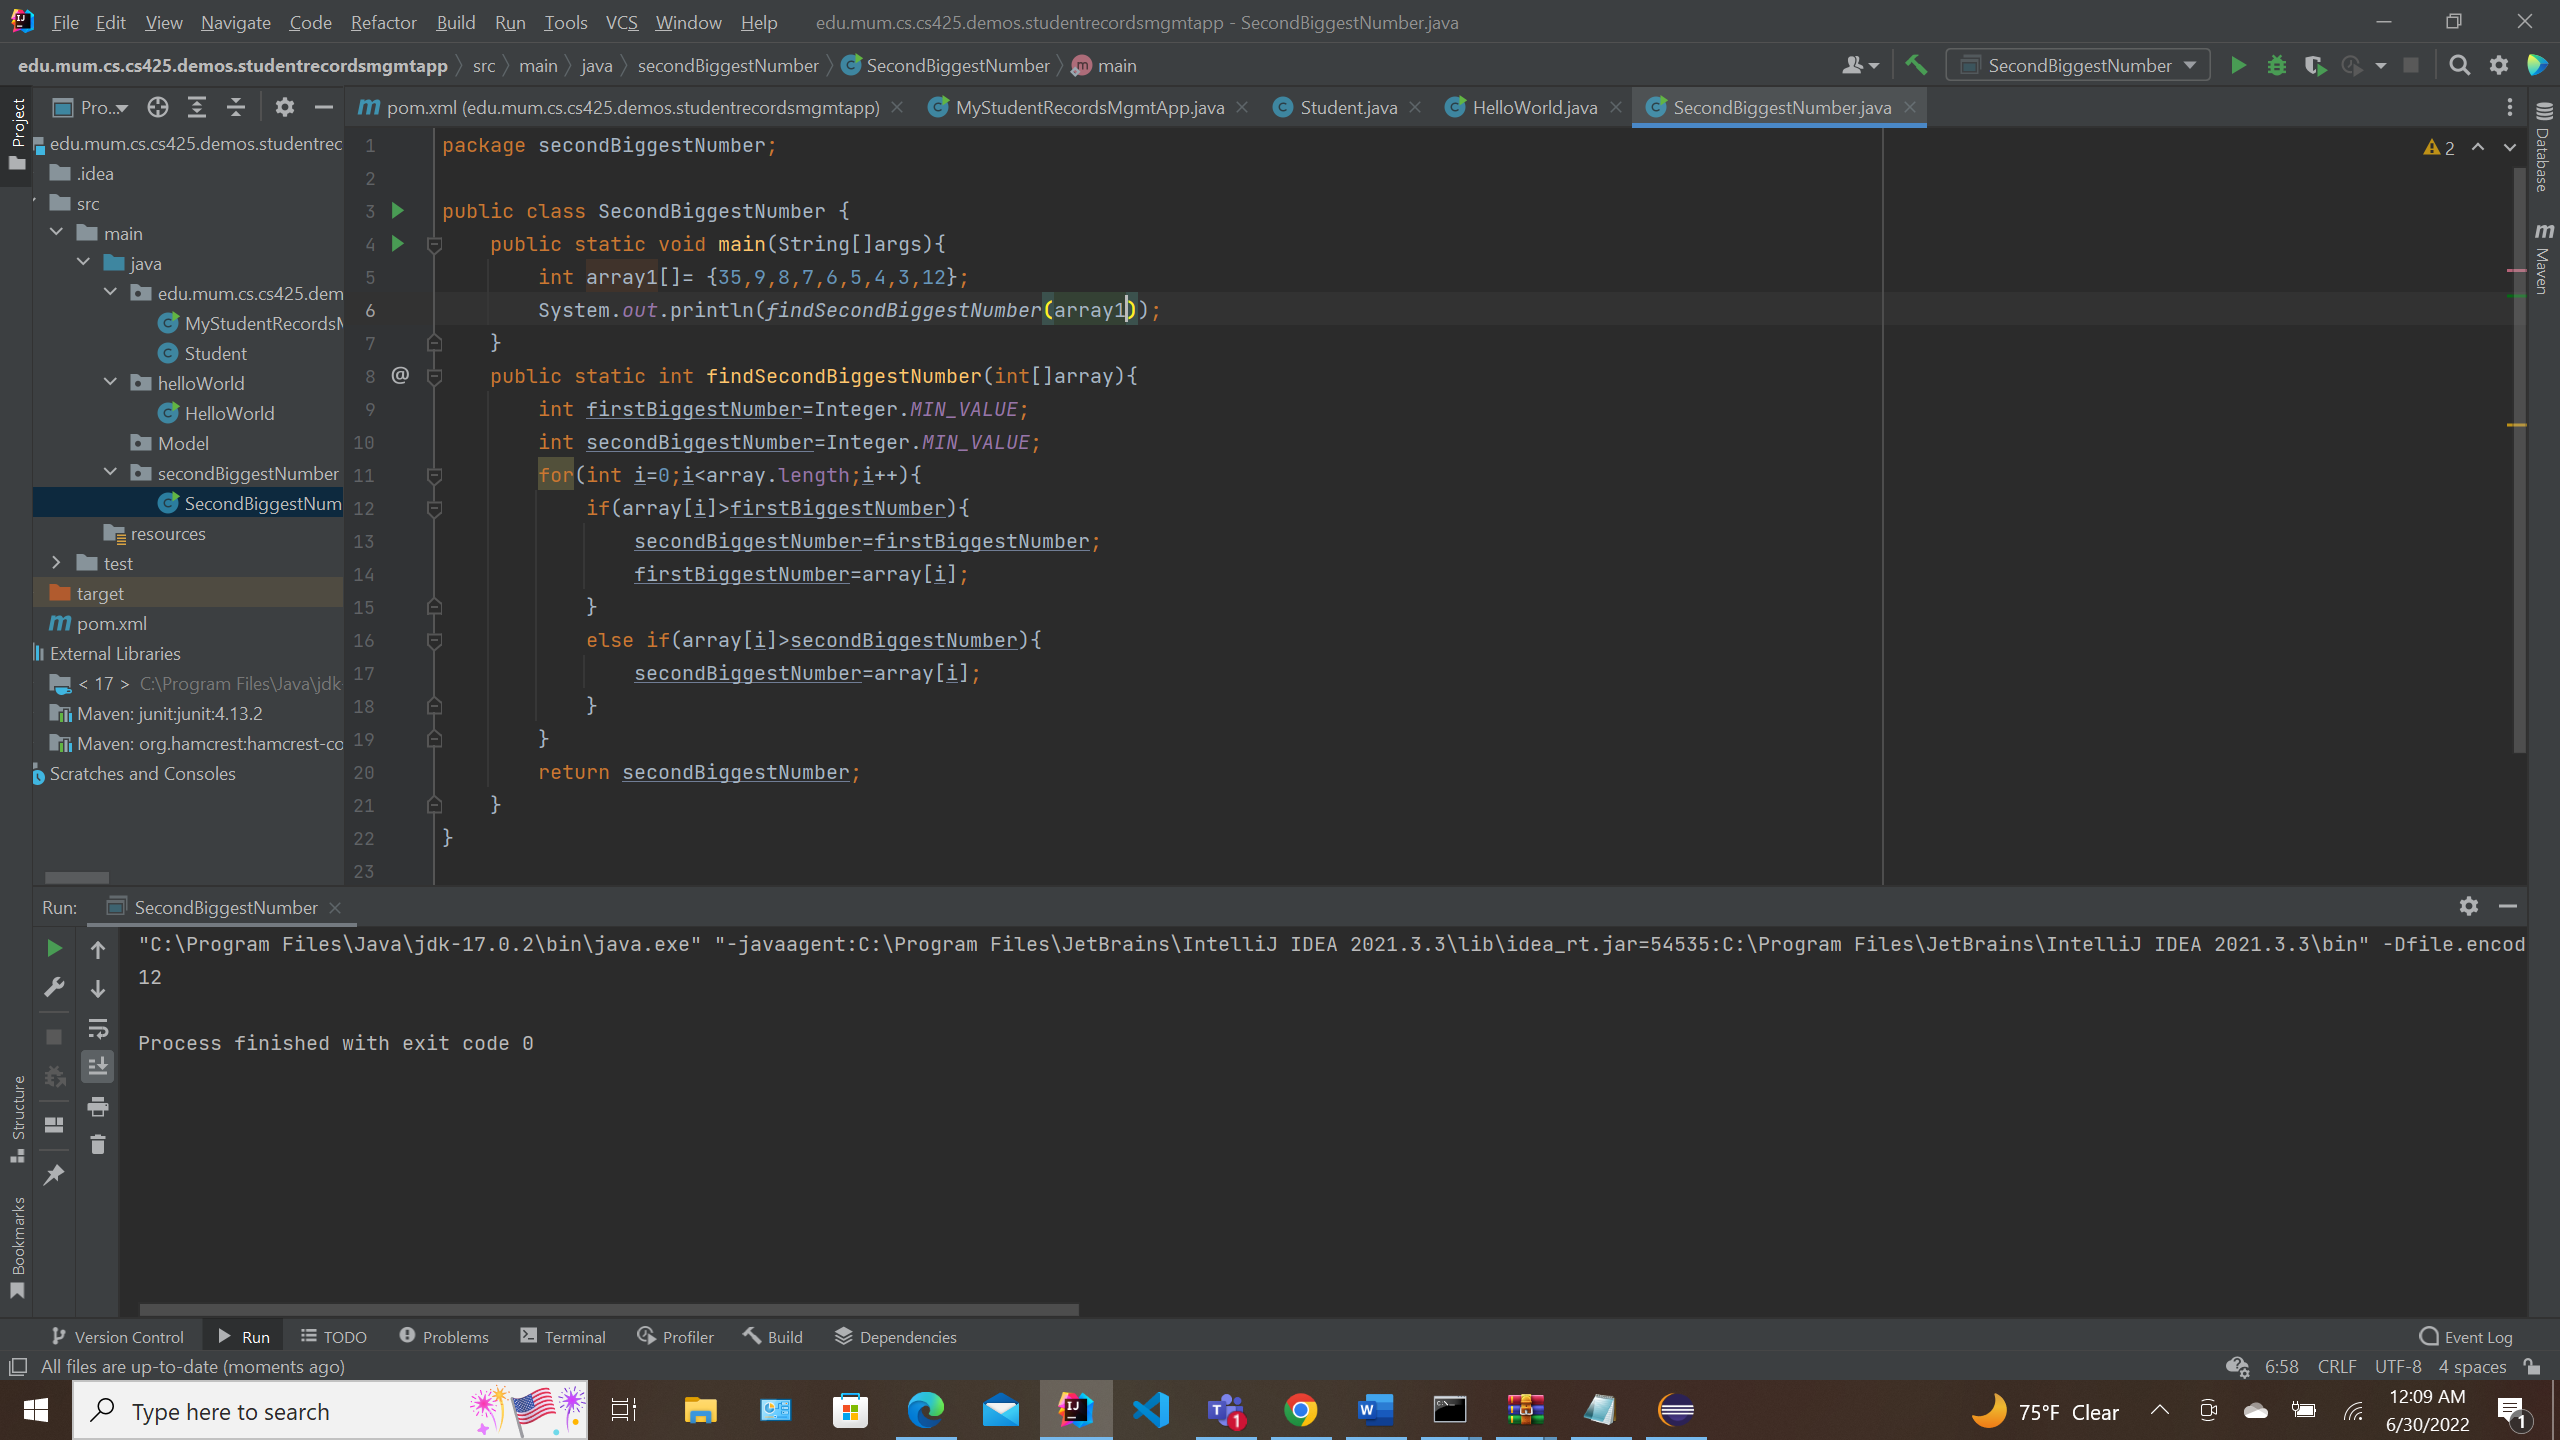 File Edit View Navigate Code Refactor Build Run Tools VCS Window Help edu.mum.cs.cs425.demos.studentrecordsmgmtapp - SecondBiggestNumber.java
edu.mum.cs.cs425.demos.studentrecordsmgmtapp src main java secondBiggestNumber SecondBiggestNumber main
SecondBiggestNumber
Project
Pro...
pom.xml (edu.mum.cs.cs425.demos.studentrecordsmgmtapp) MyStudentRecordsMgmtApp.java Student.java HelloWorld.java SecondBiggestNumber.java
edu.mum.cs.cs425.demos.studentrec
.idea
src
main
java
edu.mum.cs.cs425.dem
MyStudentRecordsM
Student
helloWorld
HelloWorld
Model
secondBiggestNumber
SecondBiggestNum
resources
test
target
pom.xml
External Libraries
< 17 > C:\Program Files\Java\jdk
Maven: junit:junit:4.13.2
Maven: org.hamcrest:hamcrest-co
Scratches and Consoles
1 package secondBiggestNumber;
2
3 public class SecondBiggestNumber {
4 public static void main(String[]args){
5 int array1[]= {35,9,8,7,6,5,4,3,12};
6 System.out.println(findSecondBiggestNumber(array1));
7 }
8 @ public static int findSecondBiggestNumber(int[]array){
9 int firstBiggestNumber=Integer.MIN_VALUE;
10 int secondBiggestNumber=Integer.MIN_VALUE;
11 for(int i=0;i<array.length;i++){
12 if(array[i]>firstBiggestNumber){
13 secondBiggestNumber=firstBiggestNumber;
14 firstBiggestNumber=array[i];
15 }
16 else if(array[i]>secondBiggestNumber){
17 secondBiggestNumber=array[i];
18 }
19 }
20 return secondBiggestNumber;
21 }
22 }
23
2
Database
Maven
Run: SecondBiggestNumber
"C:\Program Files\Java\jdk-17.0.2\bin\java.exe" "-javaagent:C:\Program Files\JetBrains\IntelliJ IDEA 2021.3.3\lib\idea_rt.jar=54535:C:\Program Files\JetBrains\IntelliJ IDEA 2021.3.3\bin" -Dfile.encod
12
Process finished with exit code 0
Structure
Bookmarks
Version Control Run TODO Problems Terminal Profiler Build Dependencies Event Log
All files are up-to-date (moments ago) 6:58 CRLF UTF-8 4 spaces
Type here to search 1 75°F Clear 12:09 AM
6/30/2022 1